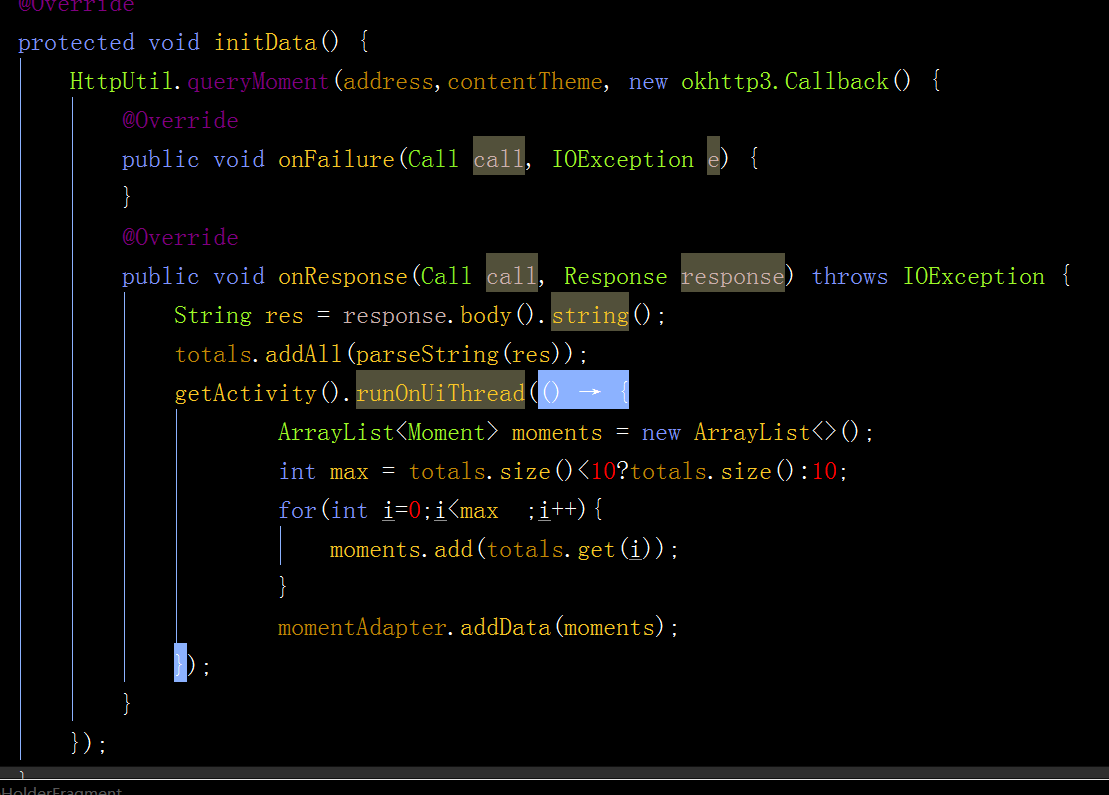 @Override
protected void initData() {
HttpUtil.queryMoment(address,contentTheme, new okhttp3.Callback() {
@Override
public void onFailure(Call call, IOException e) {
}
@Override
public void onResponse(Call call, Response response) throws IOException {
String res = response.body().string();
totals.addAll(parseString(res));
getActivity().runOnUiThread(() → {
ArrayList<Moment> moments = new ArrayList<>();
int max = totals.size()<10?totals.size():10;
for(int i=0;i<max  ;i++){
moments.add(totals.get(i));
}
momentAdapter.addData(moments);
});
}
});
}
HolderFragment